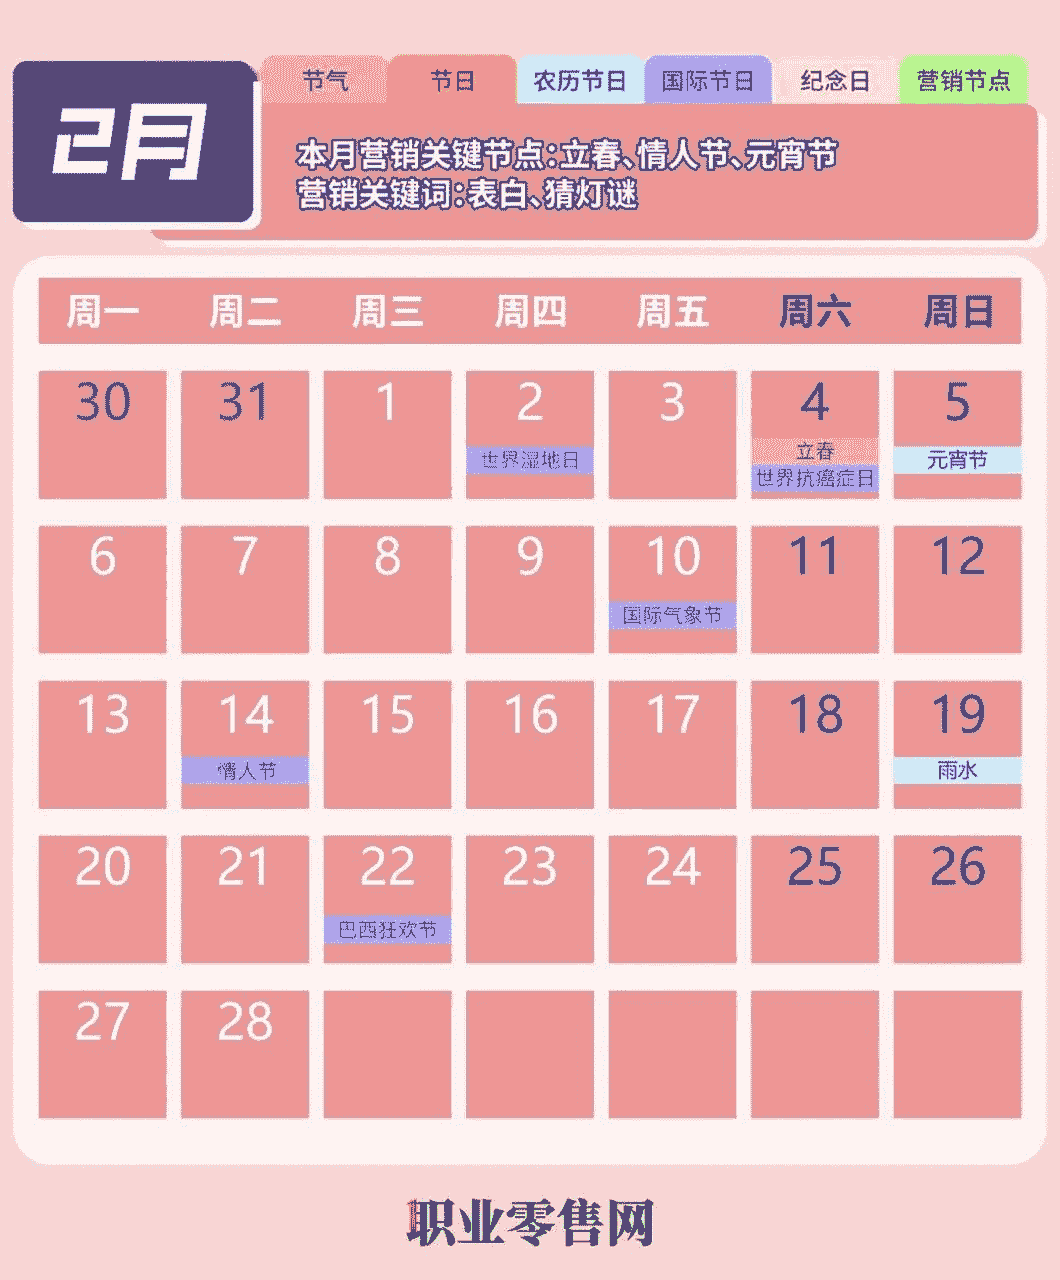 2月
节气 节日 农历节日 国际节日 纪念日 营销节点
本月营销关键节点：立春、情人节、元宵节
营销关键词：表白、猜灯谜
周一 周二 周三 周四 周五 周六 周日
30 31 1 2 3 4 5
世界湿地日 立春 元宵节
世界抗癌症日
6 7 8 9 10 11 12
国际气象节
13 14 15 16 17 18 19
情人节 雨水
20 21 22 23 24 25 26
巴西狂欢节
27 28
职业零售网